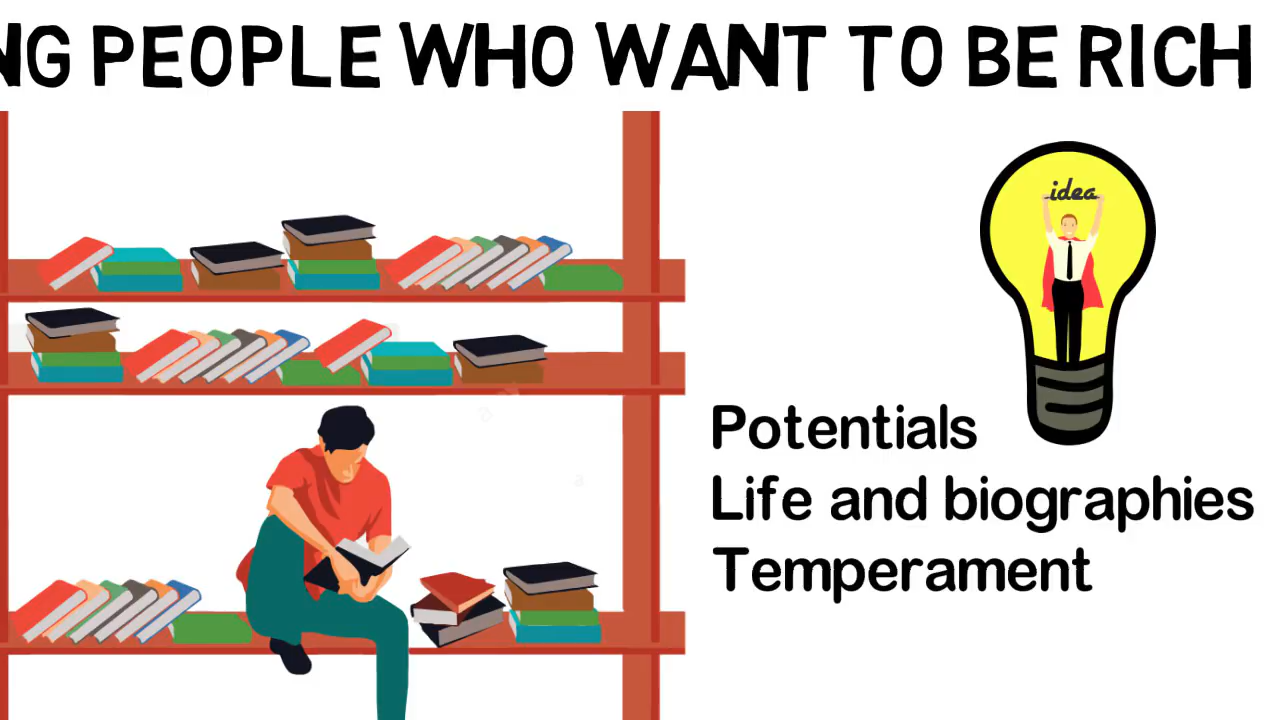 NG PEOPLE WHO WANT TO BE RICH
idea
Potentials
Life and biographies
Temperament